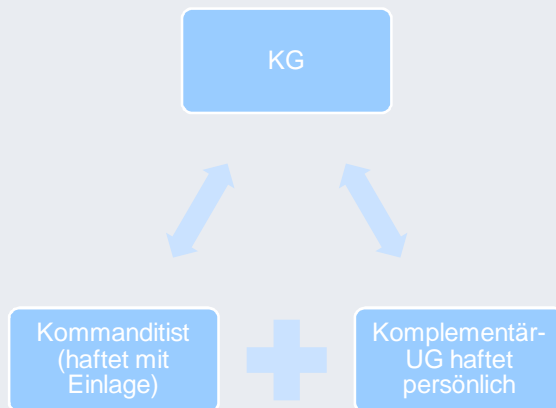 KG
Kommanditist
(haftet mit
Einlage)
Komplementär-
UG haftet
persönlich